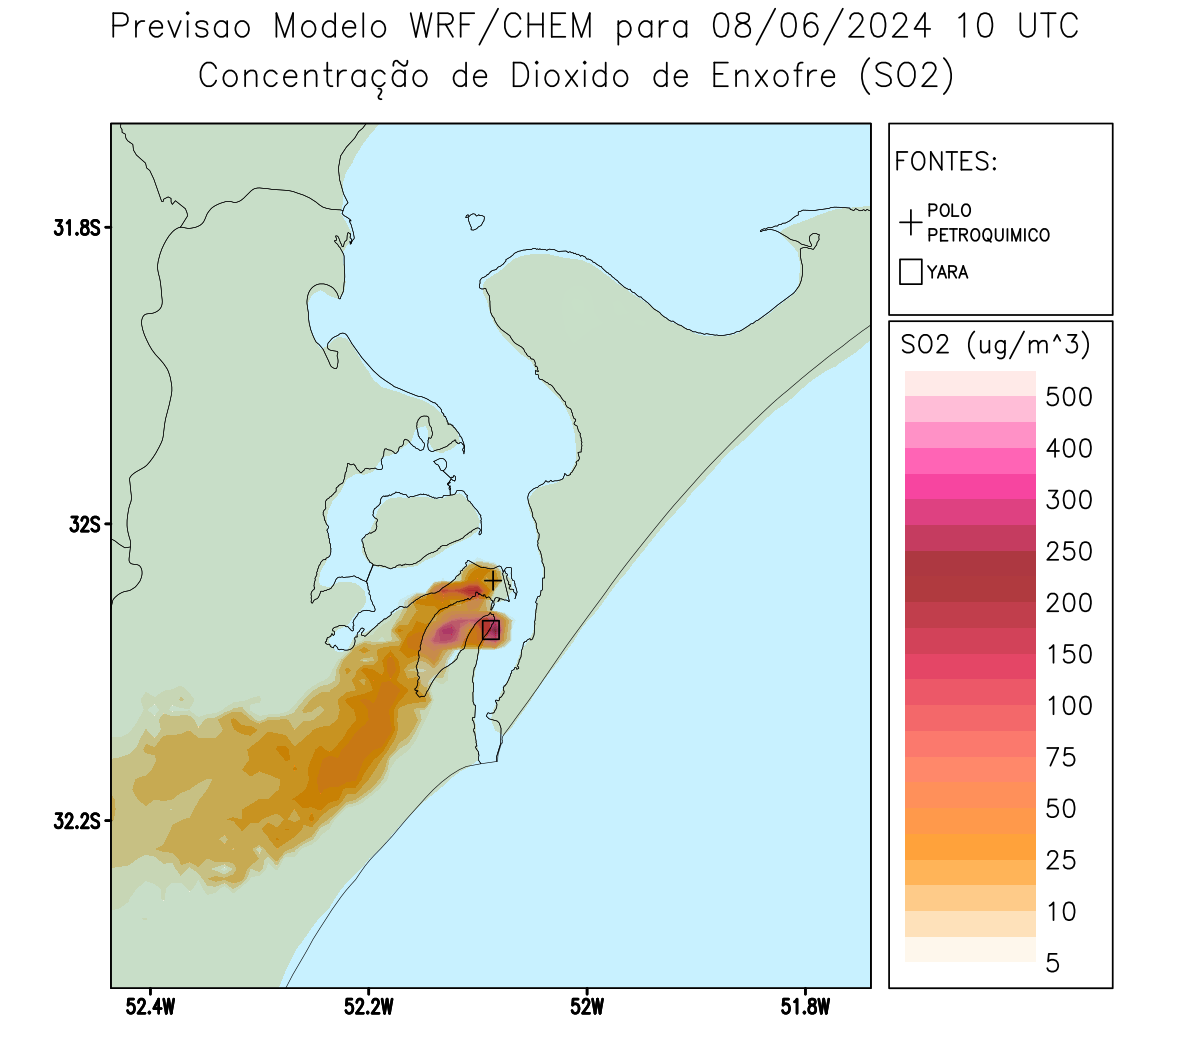 Previsao Modelo WRF/CHEM para 08/06/2024 10 UTC
Concentração de Dioxido de Enxofre (SO2)
FONTES:
POLO
PETROQUIMICO
YARA
SO2 (ug/m^3)
500
400
300
250
200
150
100
75
50
25
10
5
31.8S
32S
32.2S
52.4W
52.2W
52W
51.8W